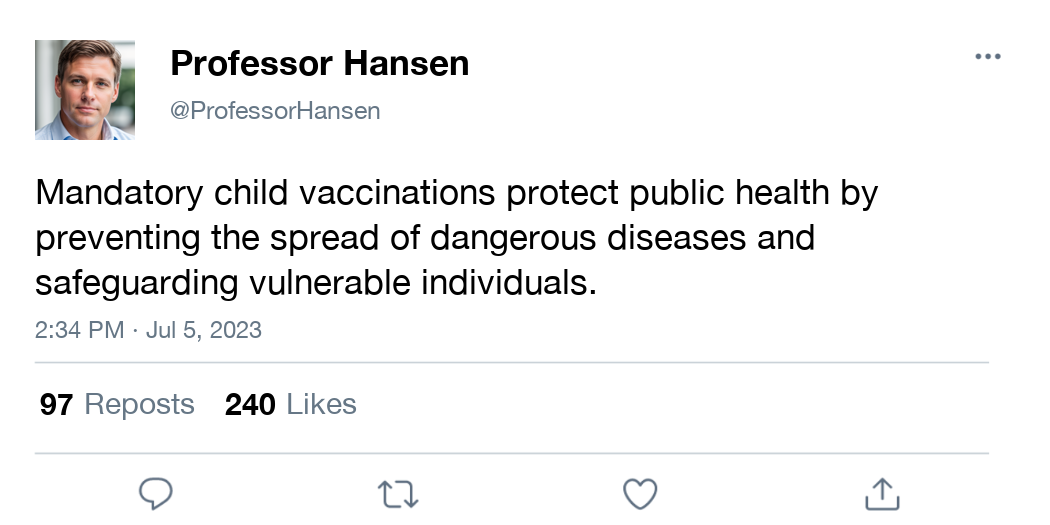 Professor Hansen
@ProfessorHansen
Mandatory child vaccinations protect public health by
preventing the spread of dangerous diseases and
safeguarding vulnerable individuals.
2:34 PM · Jul 5, 2023
97 Reposts 240 Likes